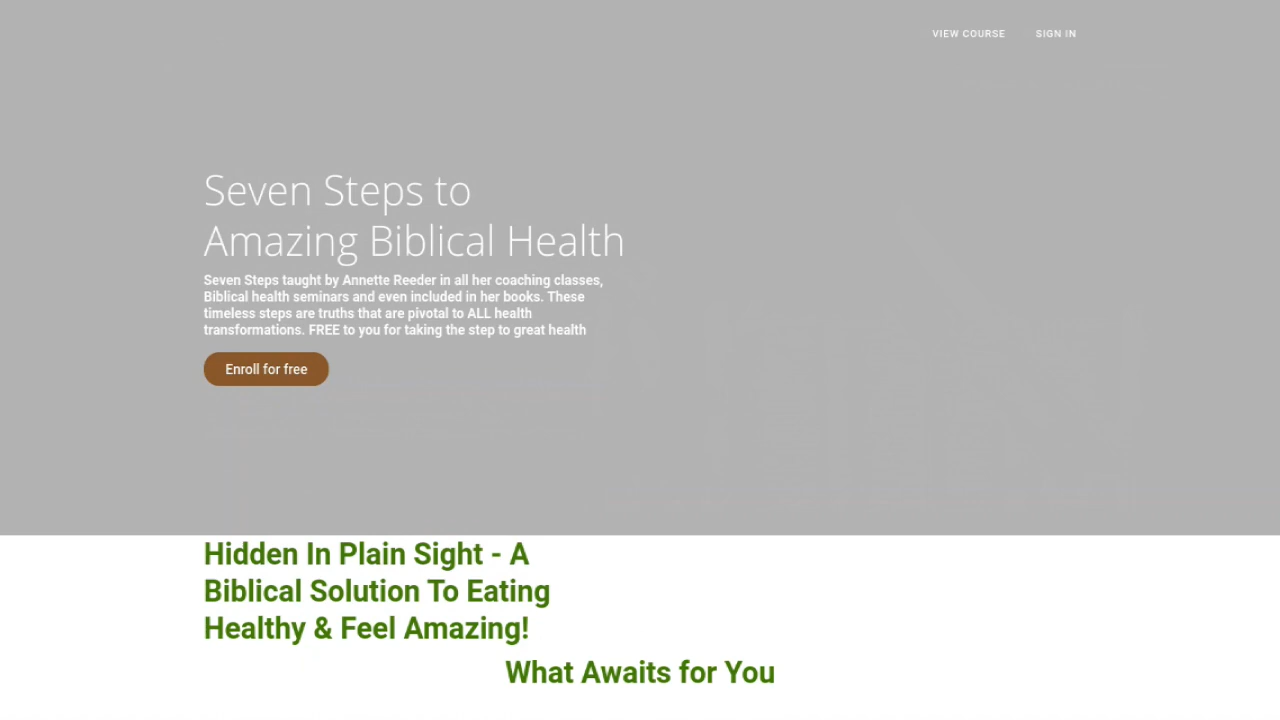 VIEW COURSE SIGN IN
Seven Steps to
Amazing Biblical Health
Seven Steps taught by Annette Reeder in all her coaching classes,
Biblical health seminars and even included in her books. These
timeless steps are truths that are pivotal to ALL health
transformations. FREE to you for taking the step to great health
Enroll for free
Hidden In Plain Sight - A
Biblical Solution To Eating
Healthy & Feel Amazing!
What Awaits for You